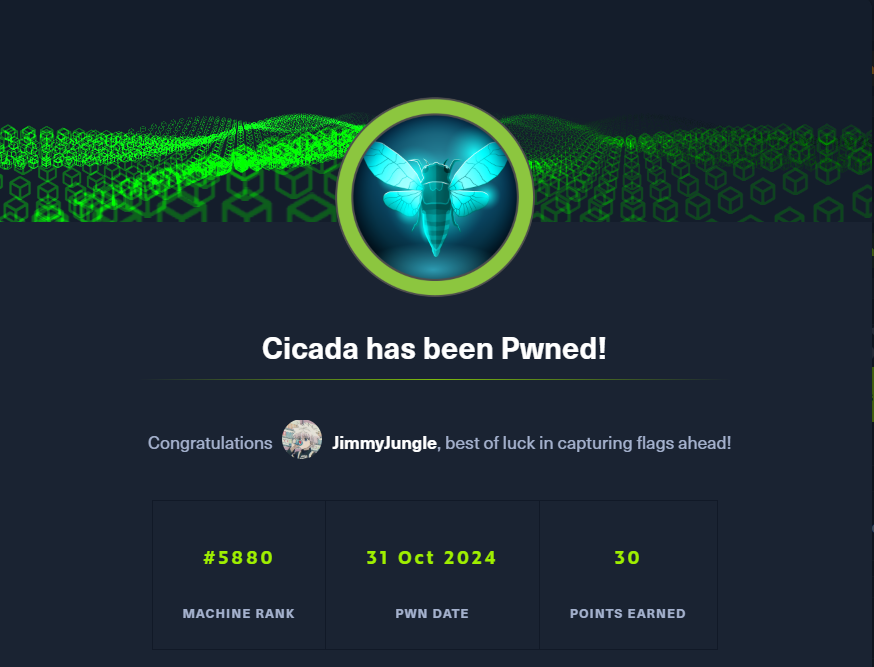 Cicada has been Pwned!
Congratulations JimmyJungle, best of luck in capturing flags ahead!
#5880 31 Oct 2024 30
MACHINE RANK PWN DATE POINTS EARNED